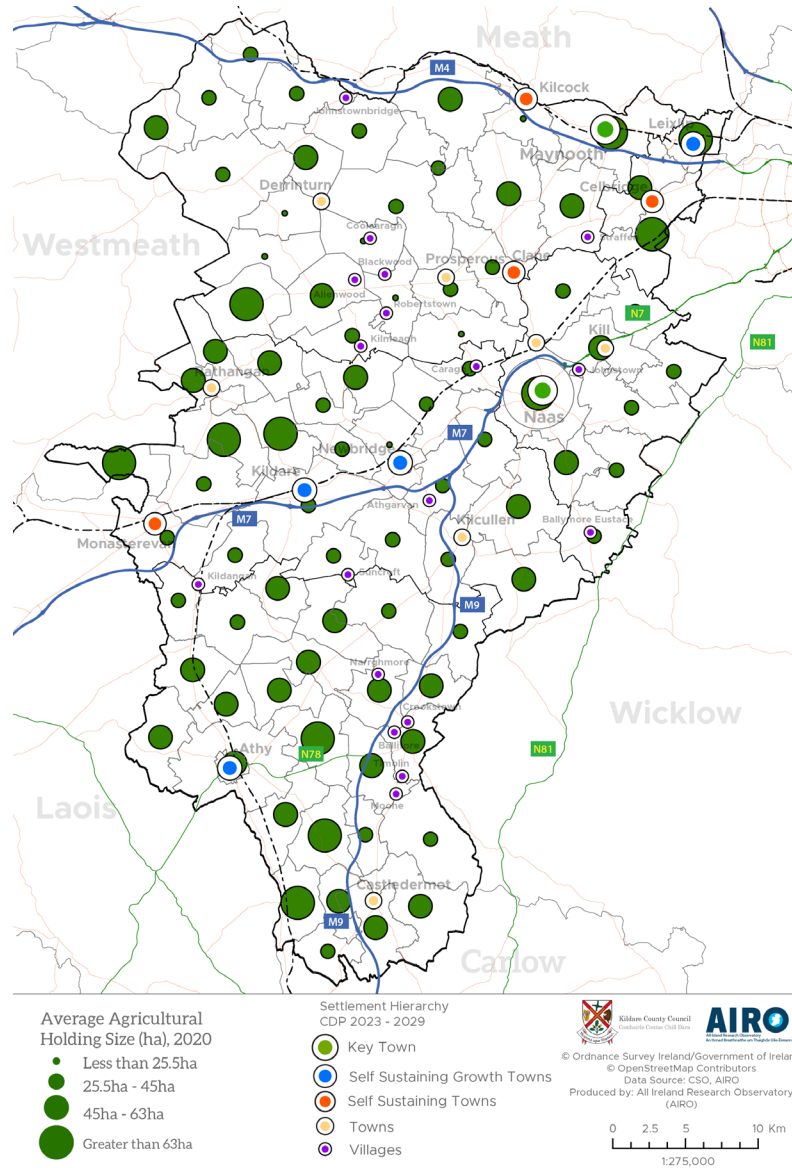 Meath
M4
Kilcock
Johnstownbridge
Leixlip
Maynooth
Derrinturn
Celbridge
Coolearagh
Straffan
Westmeath
Prosperous
Clane
Blackwood
Allenwood
Robertstown
N7
Kill
N81
Kilmeagh
Rathangan
Caragh
Johnstown
Naas
M7
Newbridge
Kildare
Athgarvan
M7
Kilcullen
Ballymore Eustace
Monasterevan
Kildangan
Suncroft
M9
Narrghmore
Crookstown
Wicklow
Athy
N78
Timolin
N81
Moone
Laois
Castledermot
M9
Carlow
Average Agricultural
Holding Size (ha), 2020
Less than 25.5ha
25.5ha - 45ha
45ha - 63ha
Greater than 63ha
Settlement Hierarchy
CDP 2023 - 2029
Key Town
Self Sustaining Growth Towns
Self Sustaining Towns
Towns
Villages
Kildare County Council
Comhairle Contae Chill Dara
AIRO
All-Island Research Observatory
© Ordnance Survey Ireland/Government of Irelan
© OpenStreetMap Contributors
Data Source: CSO, AIRO
Produced by: All Ireland Research Observatory
(AIRO)
0 2.5 5 10 Km
1:275,000